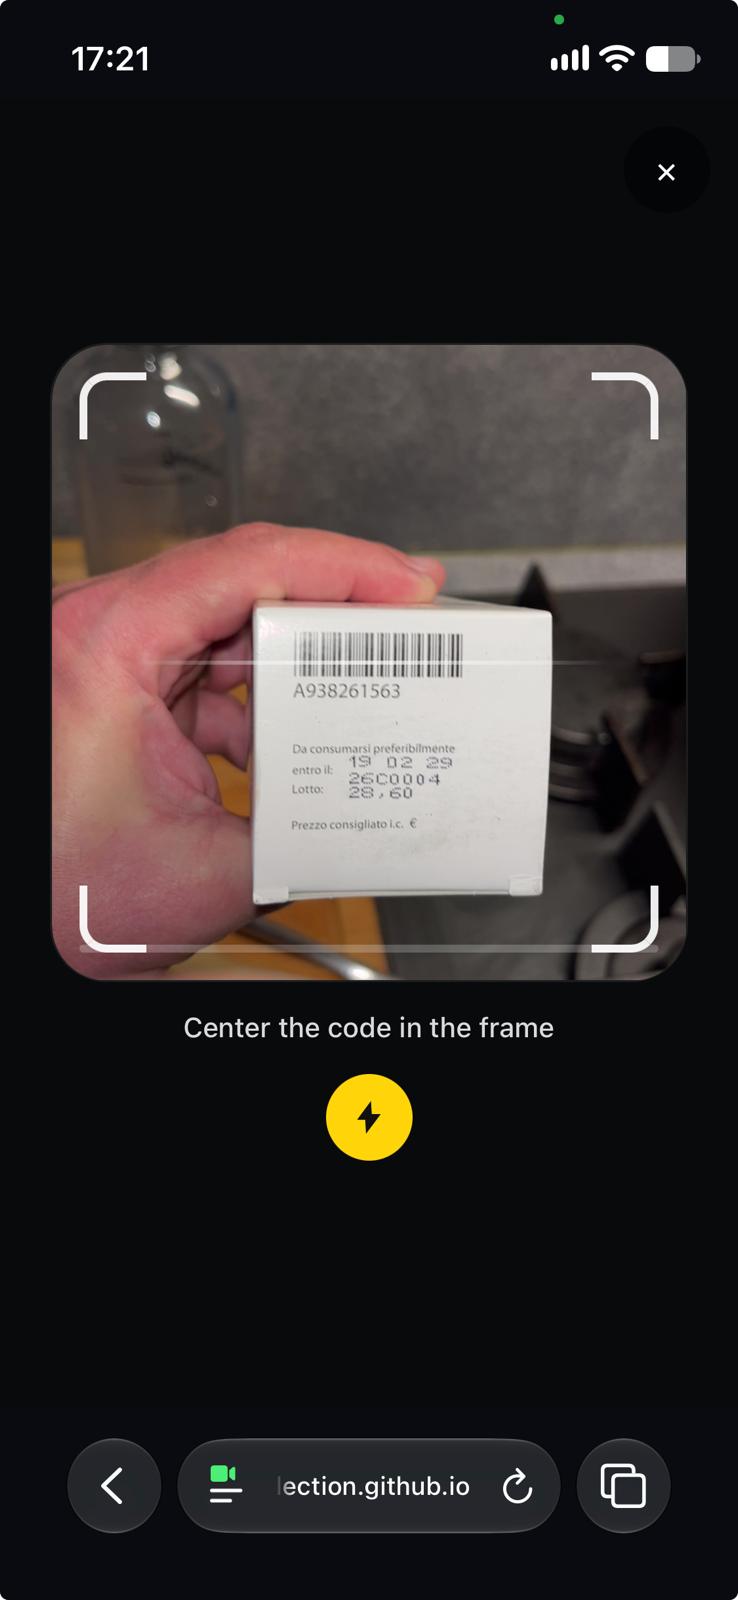 17:21
×
A938261563
Da consumarsi preferibilmente
entro il: 19 02 29
26C0004
Lotto: 28,60
Prezzo consigliato i.c. €
Center the code in the frame
lection.github.io